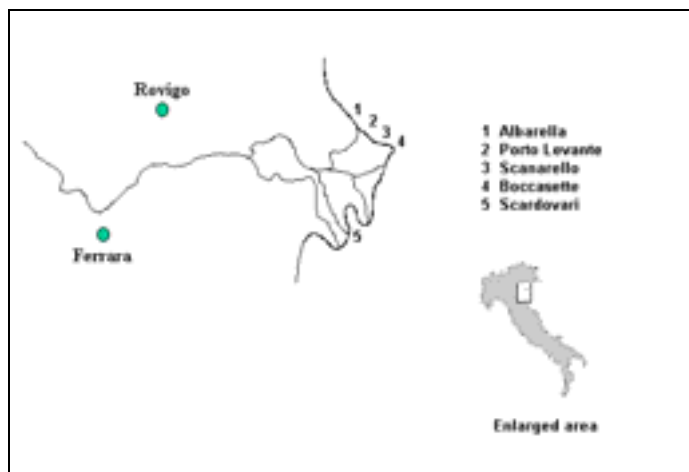 Rovigo
1
2
3
4
1 Albarella
2 Porto Levante
3 Scanarello
4 Boccasette
5 Scardovari
5
Ferrara
Enlarged area